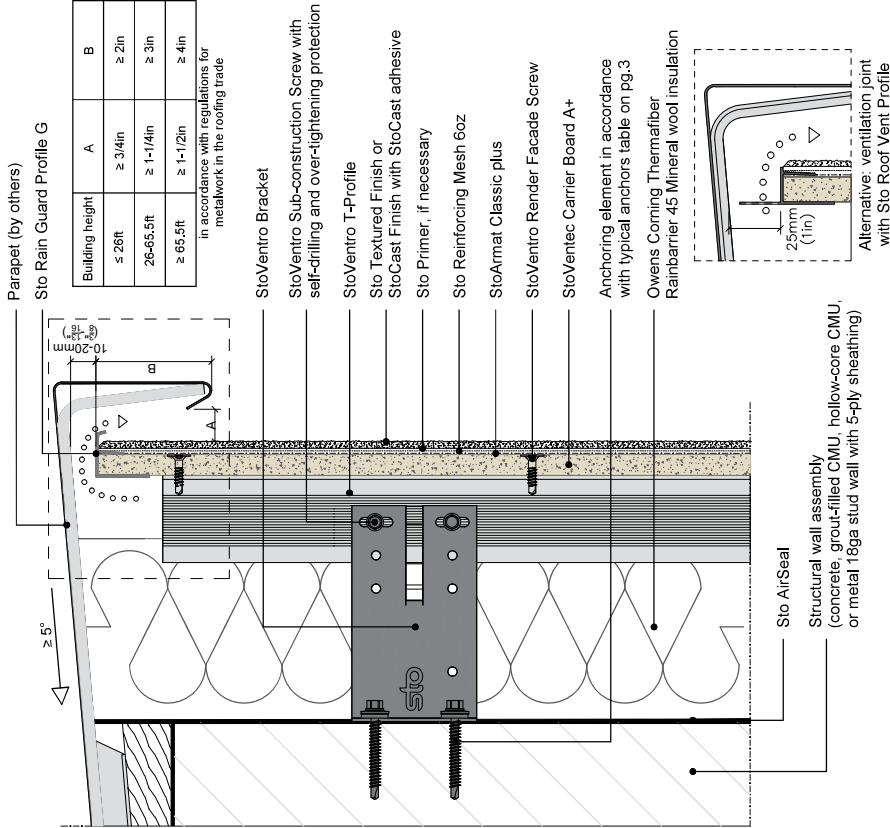 Parapet (by others)
Sto Rain Guard Profile G
Building height A B
≤ 26ft ≥ 3/4in ≥ 2in
26-65.5ft ≥ 1-1/4in ≥ 3in
≥ 65.5ft ≥ 1-1/2in ≥ 4in
in accordance with regulations for
metalwork in the roofing trade
StoVentro Bracket
StoVentro Sub-construction Screw with
self-drilling and over-tightening protection
StoVentro T-Profile
Sto Textured Finish or
StoCast Finish with StoCast adhesive
Sto Primer, if necessary
Sto Reinforcing Mesh 6oz
StoArmat Classic plus
StoVentro Render Facade Screw
StoVentec Carrier Board A+
Anchoring element in accordance
with typical anchors table on pg.3
Owens Corning Thermafiber
Rainbarrier 45 Mineral wool insulation
Sto AirSeal
Structural wall assembly
(concrete, grout-filled CMU, hollow-core CMU,
or metal 18ga stud wall with 5-ply sheathing)
≥ 5°
10-20mm
(3/8"-13/16")
B
A
sto
25mm
(1in)
Alternative: ventilation joint
with Sto Roof Vent Profile